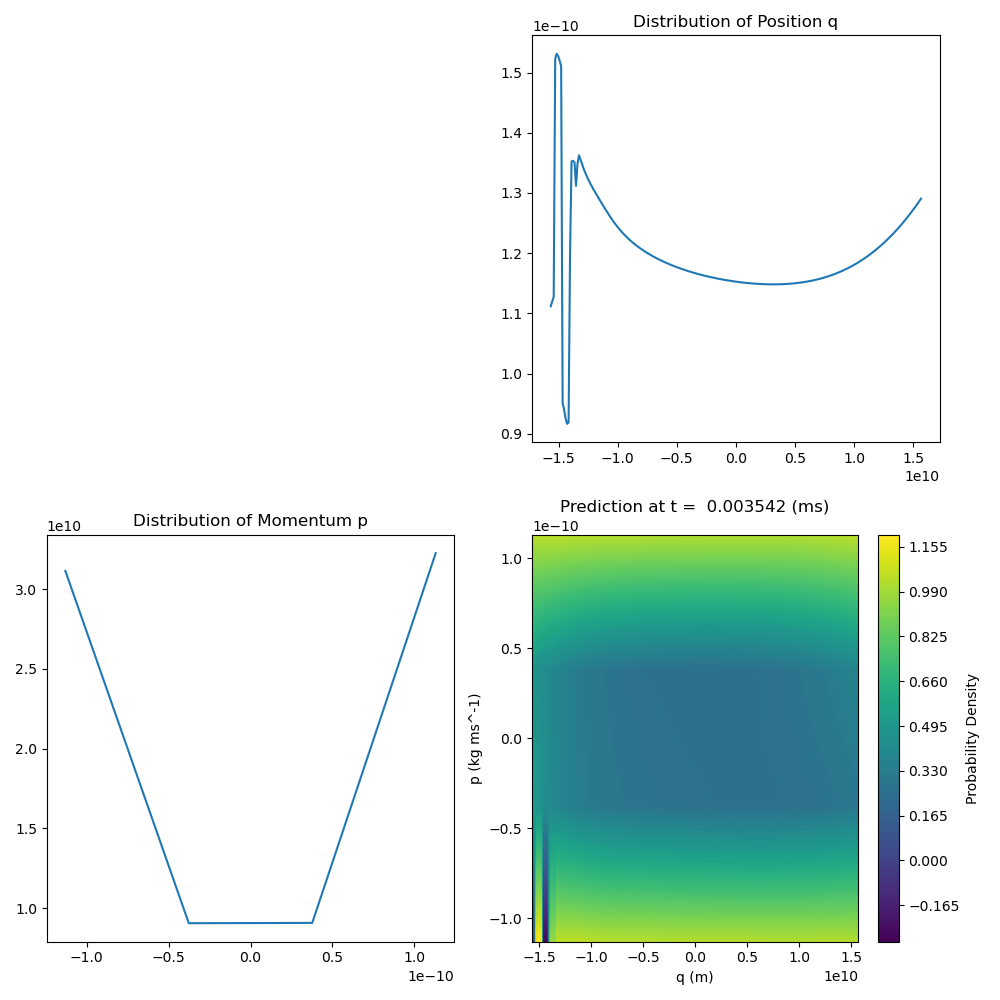 Distribution of Position q
1e−10
1.5
1.4
1.3
1.2
1.1
1.0
0.9
−1.5 −1.0 −0.5 0.0 0.5 1.0 1.5
1e10
Distribution of Momentum p
1e10
3.0
2.5
2.0
1.5
1.0
−1.0 −0.5 0.0 0.5 1.0
1e−10
Prediction at t =  0.003542 (ms)
1e−10
1.0
0.5
0.0
−0.5
−1.0
p (kg ms^-1)
−1.5 −1.0 −0.5 0.0 0.5 1.0 1.5
1e10
q (m)
1.155
0.990
0.825
0.660
0.495
0.330
0.165
0.000
−0.165
Probability Density